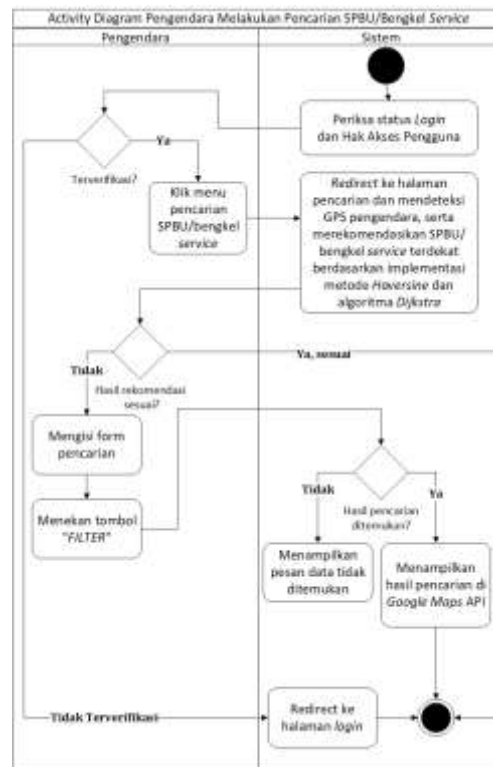 Activity Diagram Pengendara Melakukan Pencarian SPBU/Bengkel Service
Pengendara
Sistem
Periksa status Login
dan Hak Akses Pengguna
Ya
Terverifikasi?
Klik menu
pencarian
SPBU/bengkel
service
Redirect ke halaman
pencarian dan mendeteksi
GPS pengendara, serta
merekomendasikan SPBU/
bengkel service terdekat
berdasarkan implementasi
metode Haversine dan
algoritma Dijkstra
Ya, sesuai
Tidak
Hasil rekomendasi
sesuai?
Mengisi form
pencarian
Menekan tombol
"FILTER"
Tidak
Ya
Hasil pencarian
ditemukan?
Menampilkan
pesan data tidak
ditemukan
Menampilkan
hasil pencarian di
Google Maps API
Tidak Terverifikasi
Redirect ke
halaman login